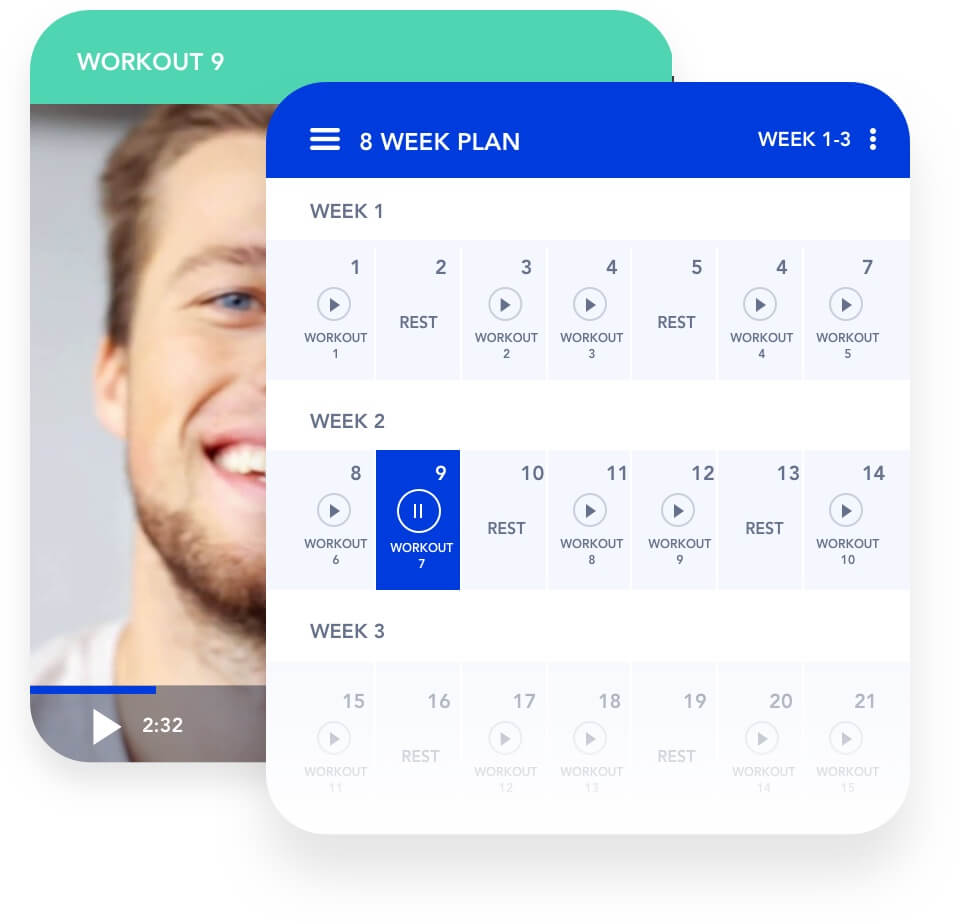 WORKOUT 9
8 WEEK PLAN WEEK 1-3
WEEK 1
1 2 3 4 5 4 7
REST REST
WORKOUT WORKOUT WORKOUT WORKOUT WORKOUT
1 2 3 4 5
WEEK 2
8 9 10 11 12 13 14
REST REST
WORKOUT WORKOUT WORKOUT WORKOUT WORKOUT
6 7 8 9 10
WEEK 3
15 16 17 18 19 20 21
REST REST
WORKOUT WORKOUT WORKOUT WORKOUT WORKOUT
11 12 13 14 15
2:32